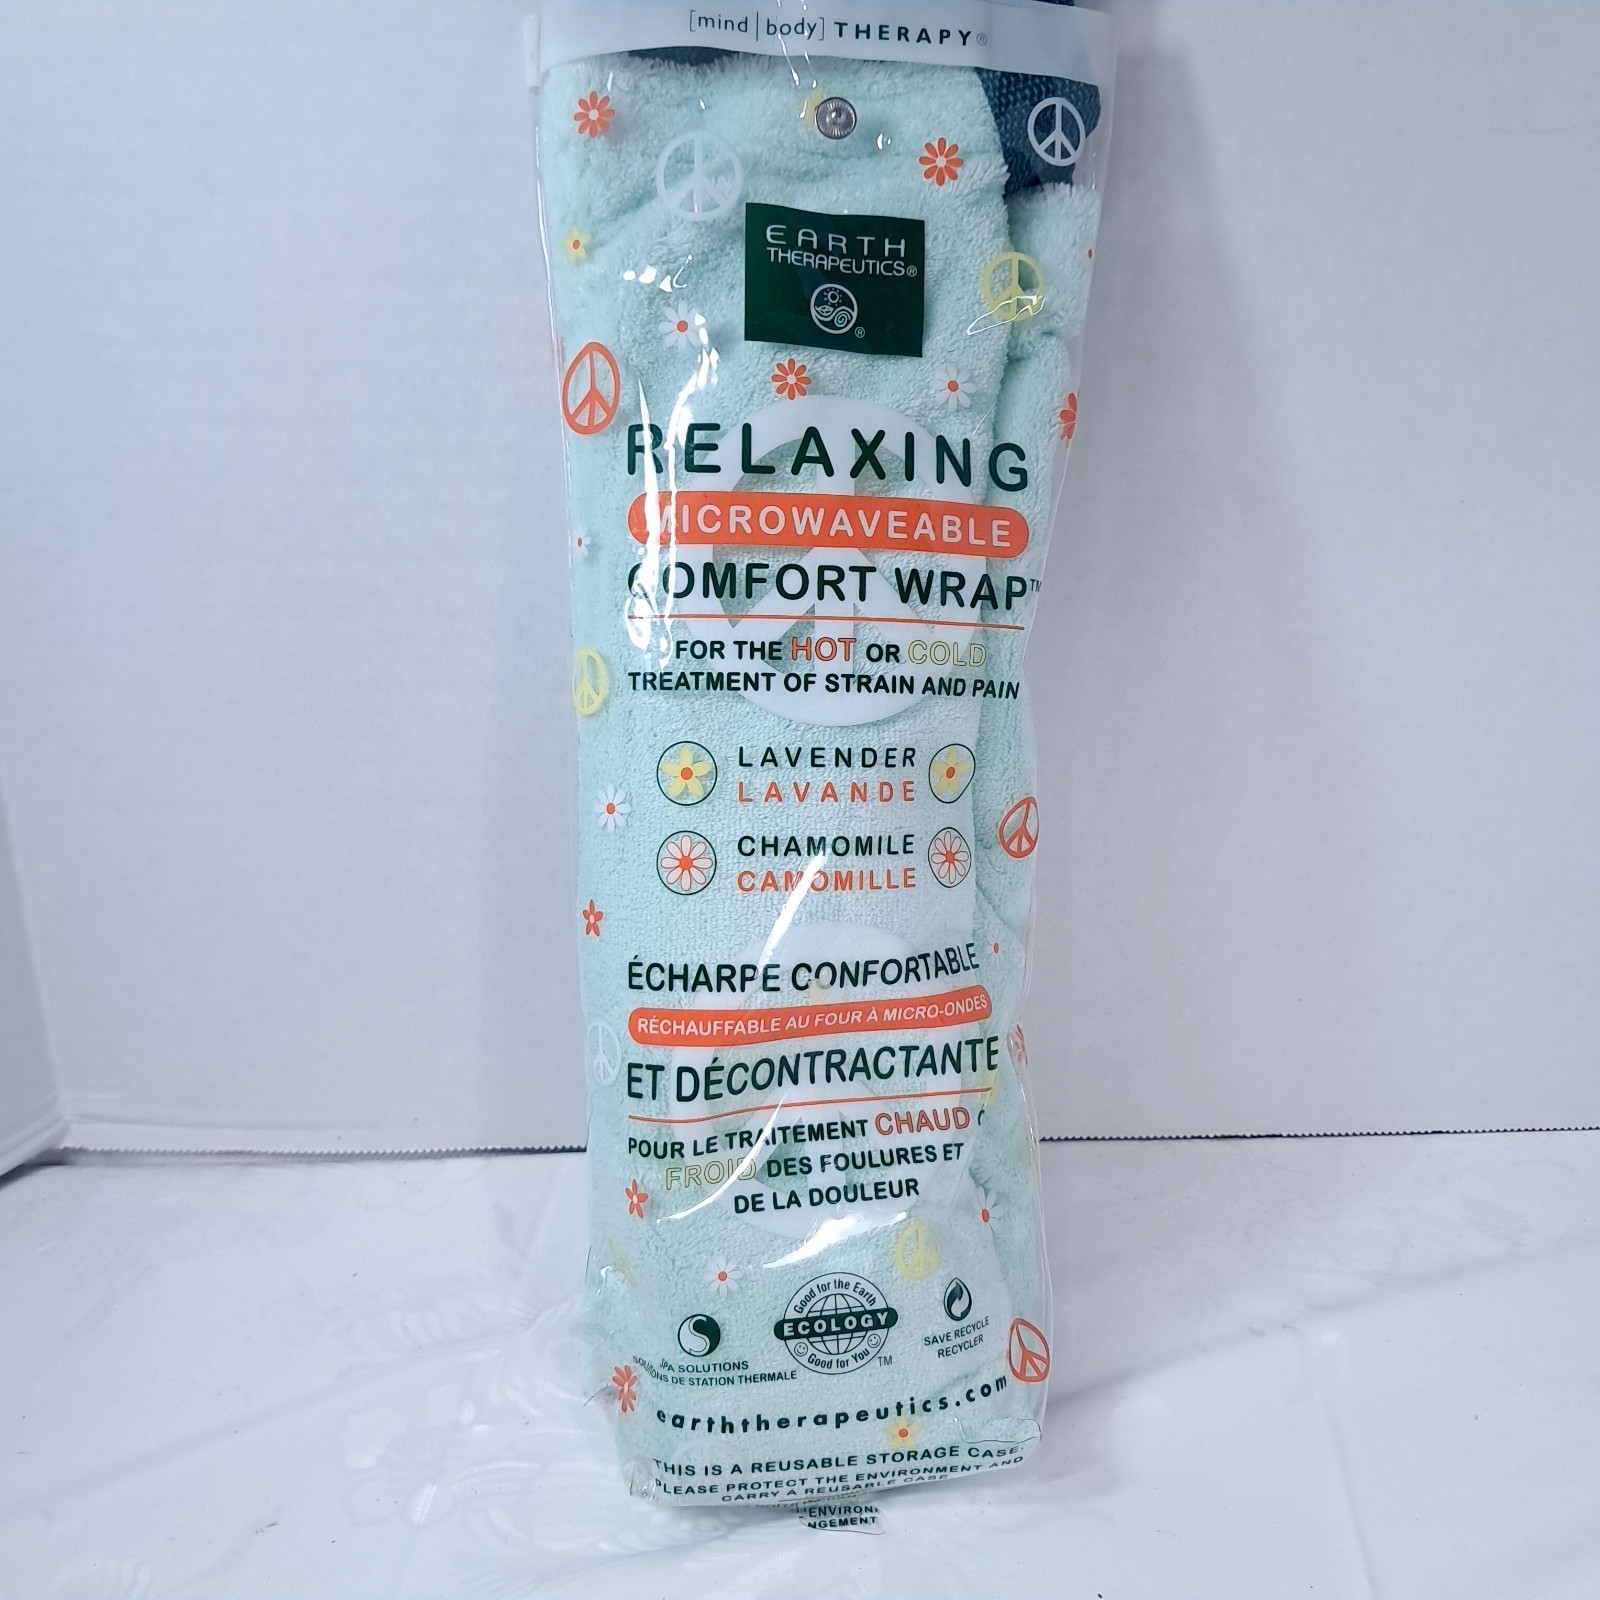 [mind|body] THERAPY®
EARTH
THERAPEUTICS®
®
RELAXING
MICROWAVEABLE
COMFORT WRAP™
FOR THE HOT OR COLD
TREATMENT OF STRAIN AND PAIN
LAVENDER
LAVANDE
CHAMOMILE
CAMOMILLE
ÉCHARPE CONFORTABLE
RÉCHAUFFABLE AU FOUR À MICRO-ONDES
ET DÉCONTRACTANTE
POUR LE TRAITEMENT CHAUD
FROID DES FOULURES ET
DE LA DOULEUR
Good for the Earth
ECOLOGY
Good for You
TM
SPA SOLUTIONS
SOLUTIONS DE STATION THERMALE
SAVE RECYCLE
RECYCLER
earththerapeutics.com
THIS IS A REUSABLE STORAGE CASE.
PLEASE PROTECT THE ENVIRONMENT AND
CARRY A REUSABLE CASE